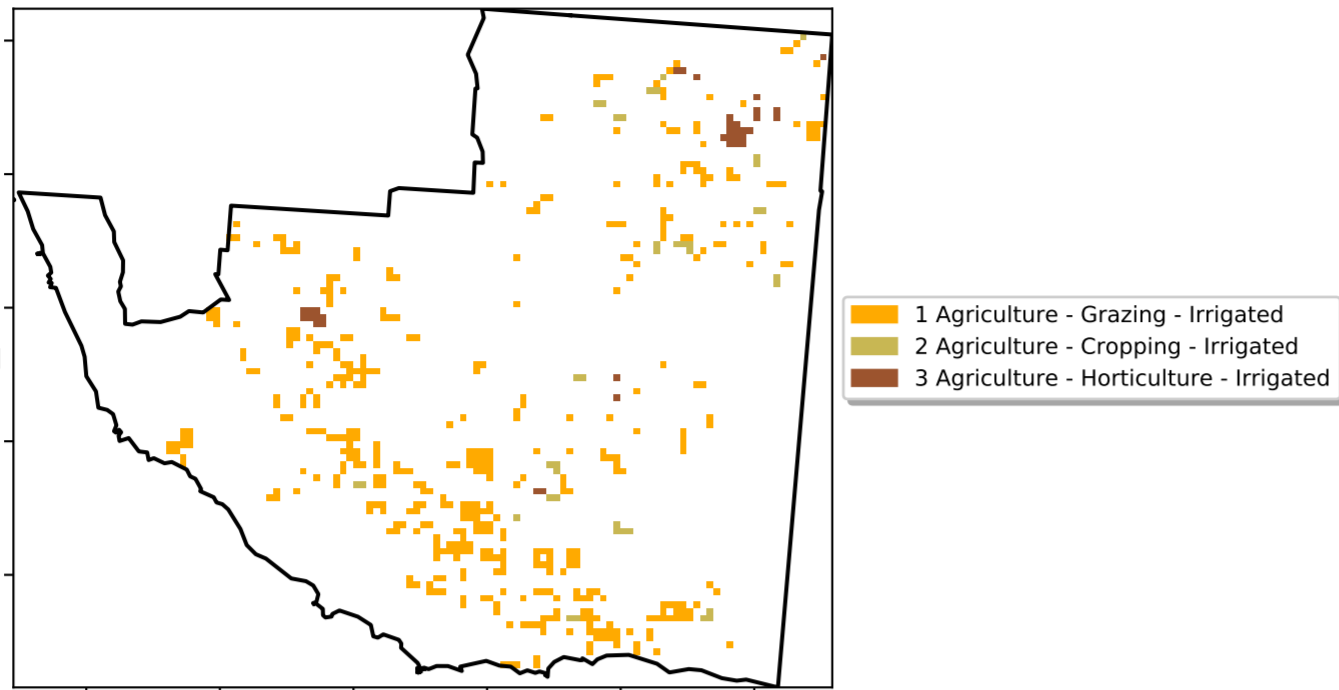 1 Agriculture - Grazing - Irrigated
2 Agriculture - Cropping - Irrigated
3 Agriculture - Horticulture - Irrigated